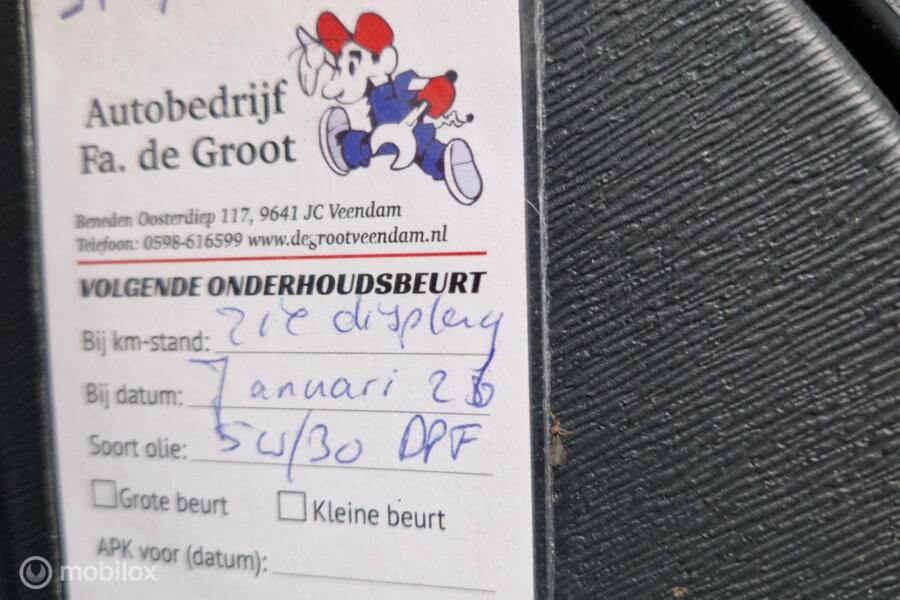 Autobedrijf
Fa. de Groot
Beneden Oosterdiep 117, 9641 JC Veendam
Telefoon: 0598-616599 www.degrootveendam.nl
VOLGENDE ONDERHOUDSBEURT
Bij km-stand: zie display
Bij datum: Januari 26
Soort olie: 5w/30 DPF
Grote beurt Kleine beurt
APK voor (datum):
mobilox